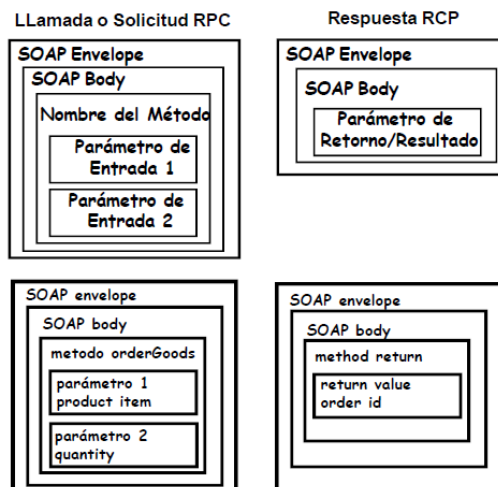 LLamada o Solicitud RPC
SOAP Envelope
SOAP Body
Nombre del Método
Parámetro de
Entrada 1
Parámetro de
Entrada 2
Respuesta RCP
SOAP Envelope
SOAP Body
Parámetro de
Retorno/Resultado
SOAP envelope
SOAP body
metodo orderGoods
parámetro 1
product item
parámetro 2
quantity
SOAP envelope
SOAP body
method return
return value
order id